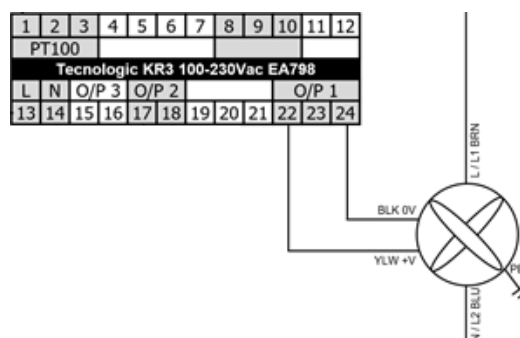 1 2 3 4 5 6 7 8 9 10 11 12
PT100
Tecnologic KR3 100-230Vac EA798
L N O/P 3 O/P 2 O/P 1
13 14 15 16 17 18 19 20 21 22 23 24
L / L1 BRN
BLK 0V
YLW +V
PE
N / L2 BLU